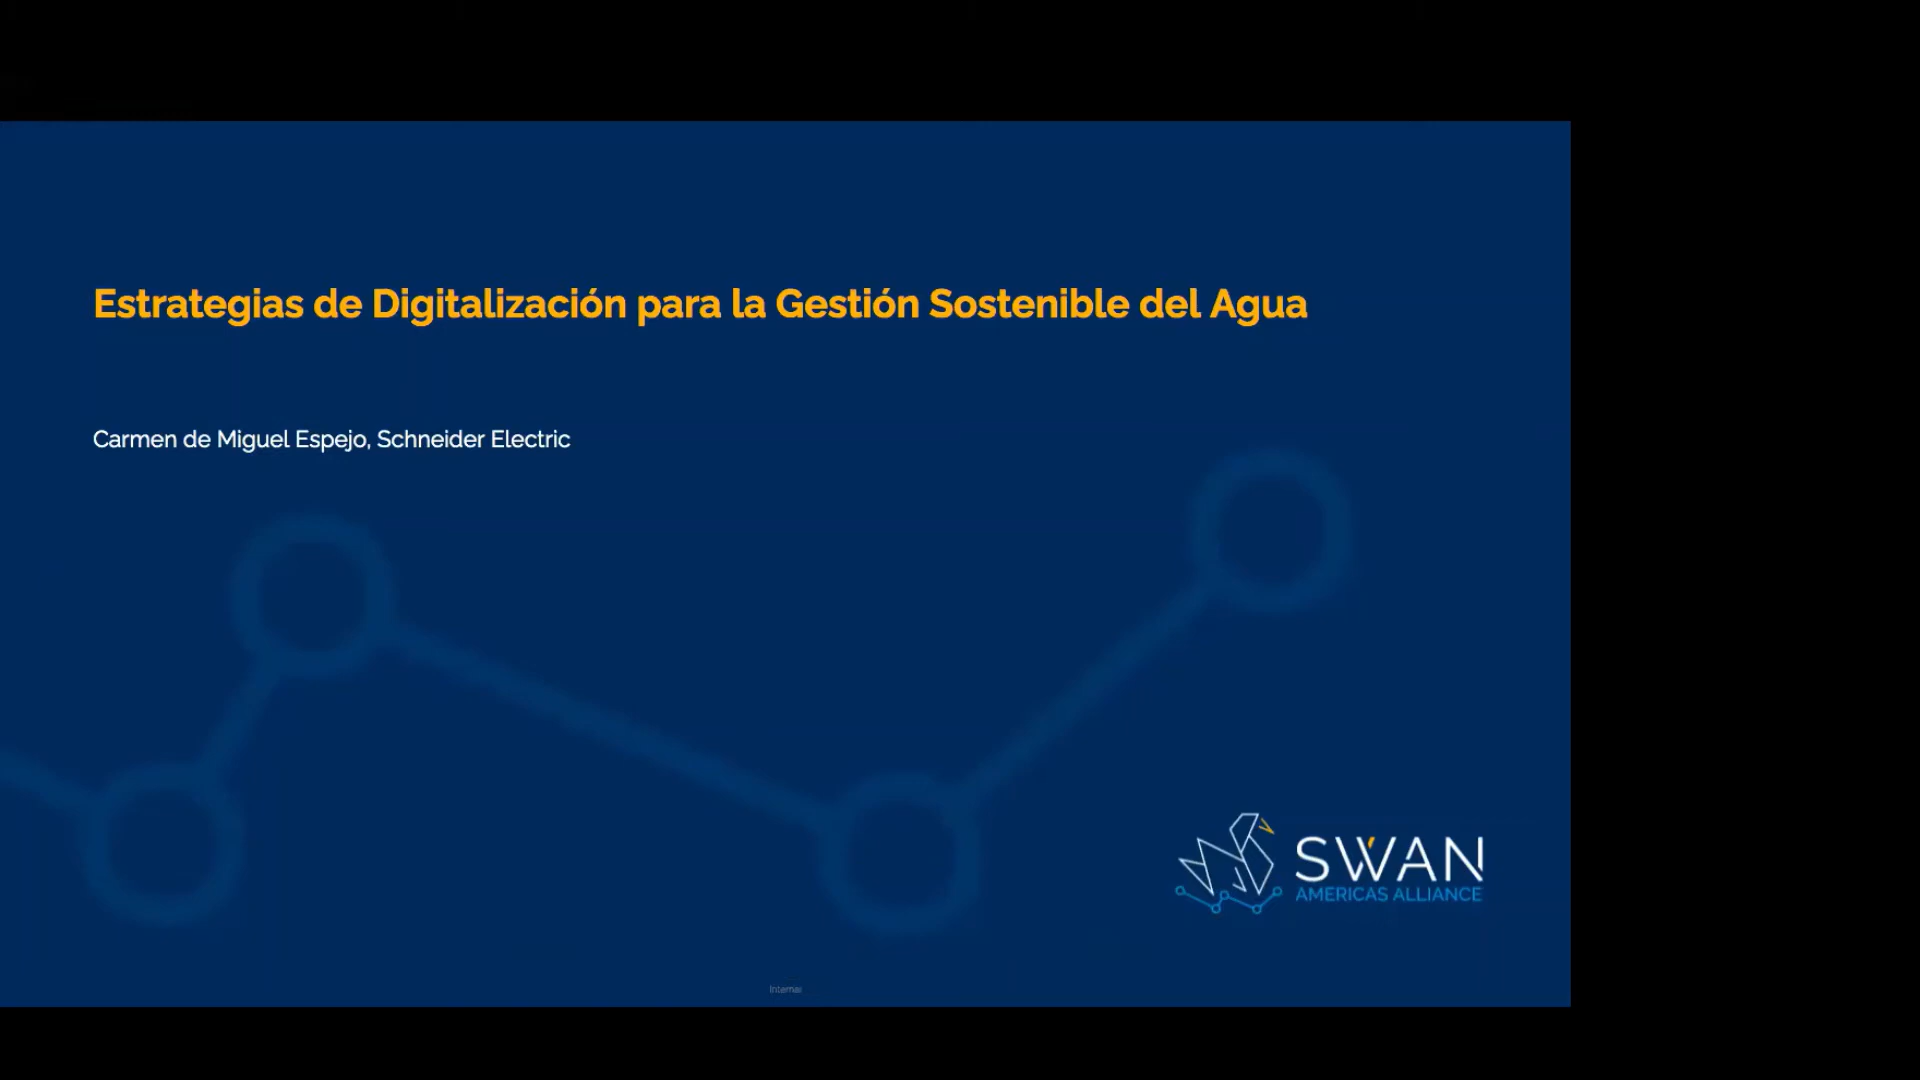 Estrategias de Digitalización para la Gestión Sostenible del Agua
Carmen de Miguel Espejo, Schneider Electric
SWAN
AMERICAS ALLIANCE
Internal